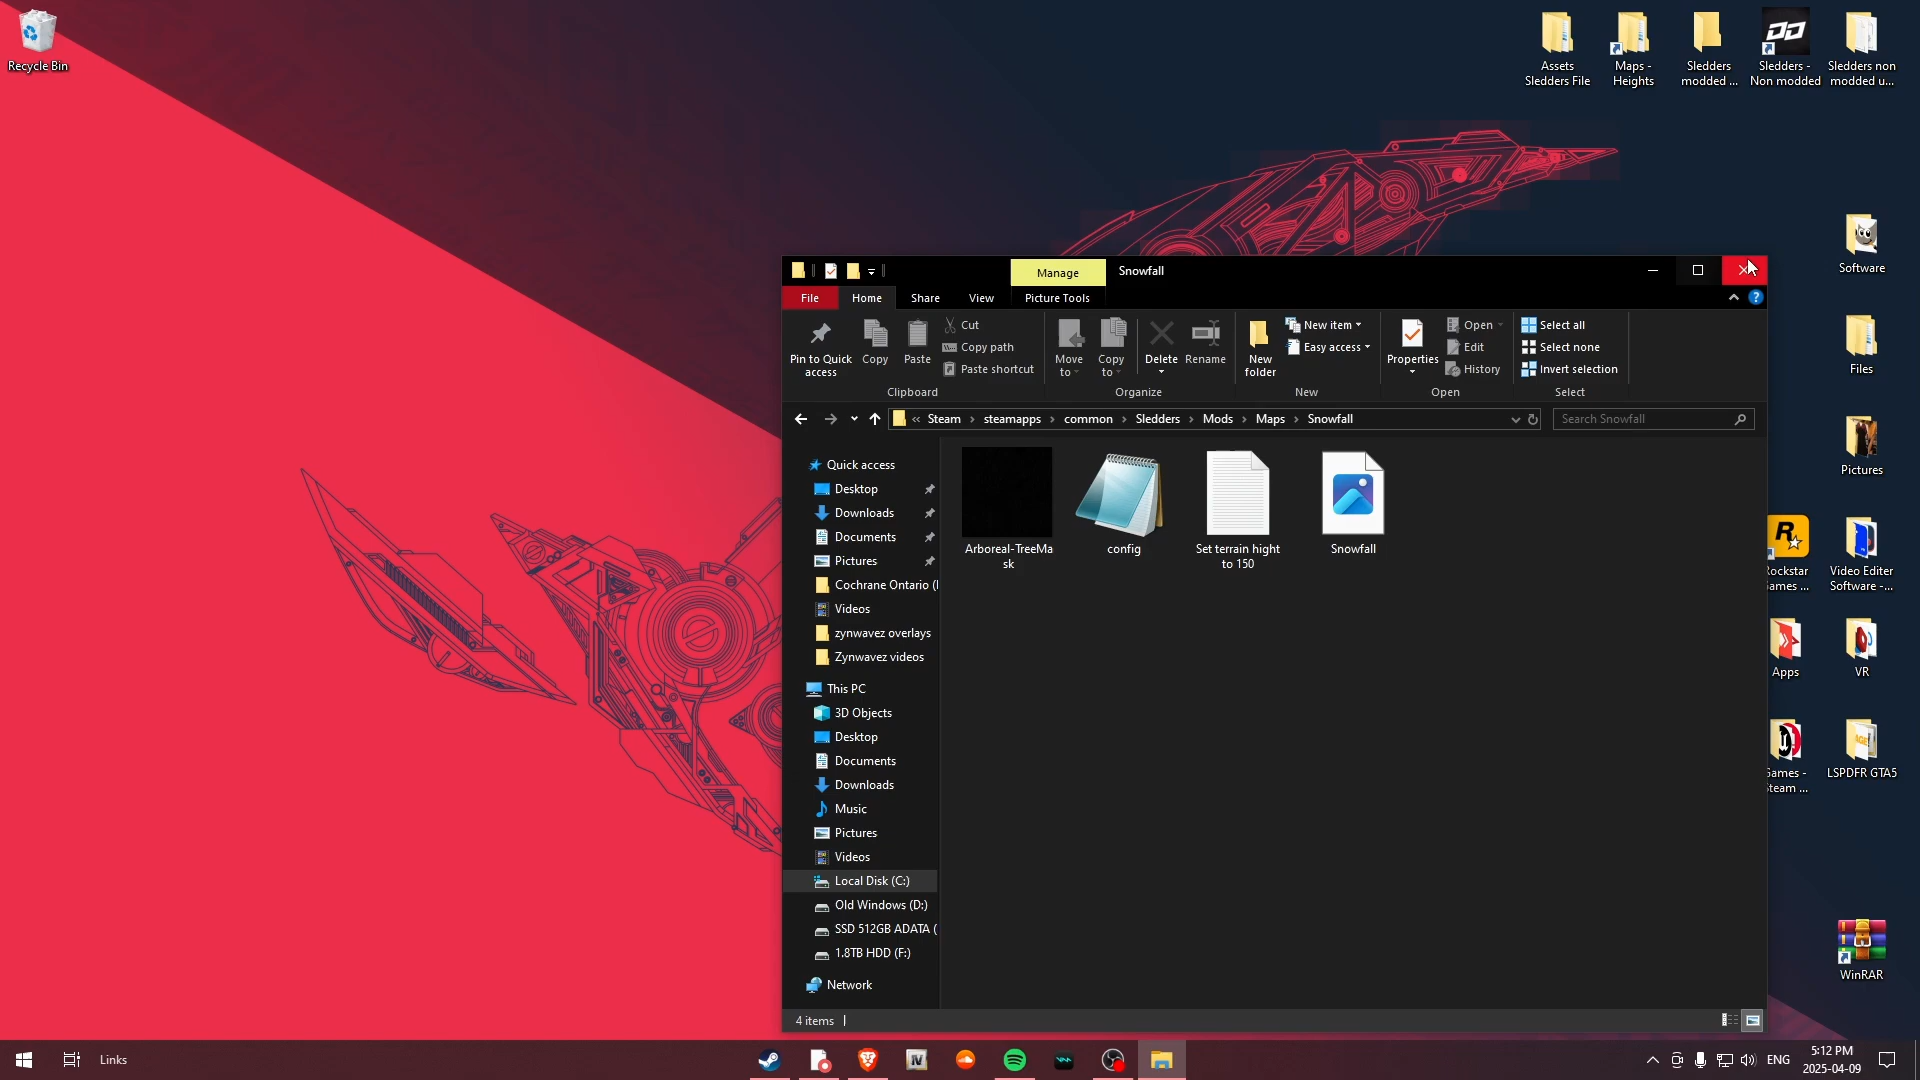 Recycle Bin
Assets
Sledders File
Maps -
Heights
Sledders
modded ...
Sledders -
Non modded
Sledders non
modded u...
Manage
Snowfall
File
Home
Share
View
Picture Tools
Pin to Quick
access
Copy
Paste
Cut
Copy path
Paste shortcut
Clipboard
Move
to
Copy
to
Delete
Rename
Organize
New
folder
New item
Easy access
New
Properties
Open
Edit
History
Open
Select all
Select none
Invert selection
Select
« Steam › steamapps › common › Sledders › Mods › Maps › Snowfall
Search Snowfall
Quick access
Desktop
Downloads
Documents
Pictures
Cochrane Ontario (
Videos
zynwavez overlays
Zynwavez videos
This PC
3D Objects
Desktop
Documents
Downloads
Music
Pictures
Videos
Local Disk (C:)
Old Windows (D:)
SSD 512GB ADATA (
1.8TB HDD (F:)
Network
Arboreal-TreeMa
sk
config
Set terrain hight
to 150
Snowfall
4 items
Software
Files
Pictures
Rockstar
Games ...
Video Editer
Software -...
Apps
VR
Games -
Steam ...
LSPDFR GTA5
WinRAR
Links
ENG
5:12 PM
2025-04-09